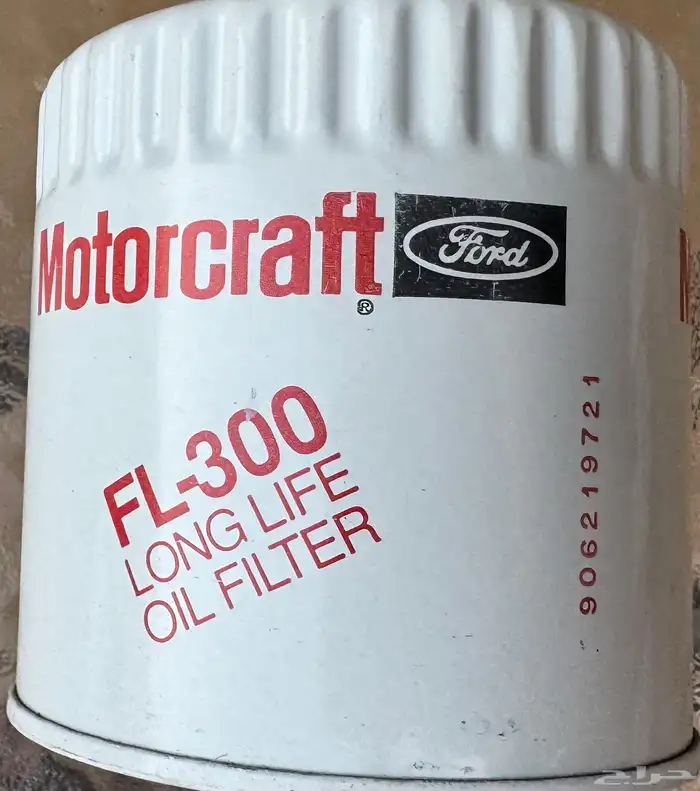 Motorcraft® Ford
FL-300
LONG LIFE
OIL FILTER
906219721
حراج